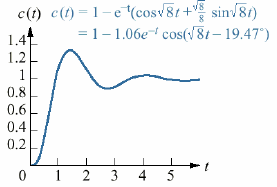 c(t) c(t) = 1 – e⁻ᵗ(cos√8t + √8/8 sin√8t)
= 1 – 1.06e⁻ᵗ cos(√8t – 19.47°)
1.4
1.2
1
0.8
0.6
0.4
0.2
0 1 2 3 4 5 t